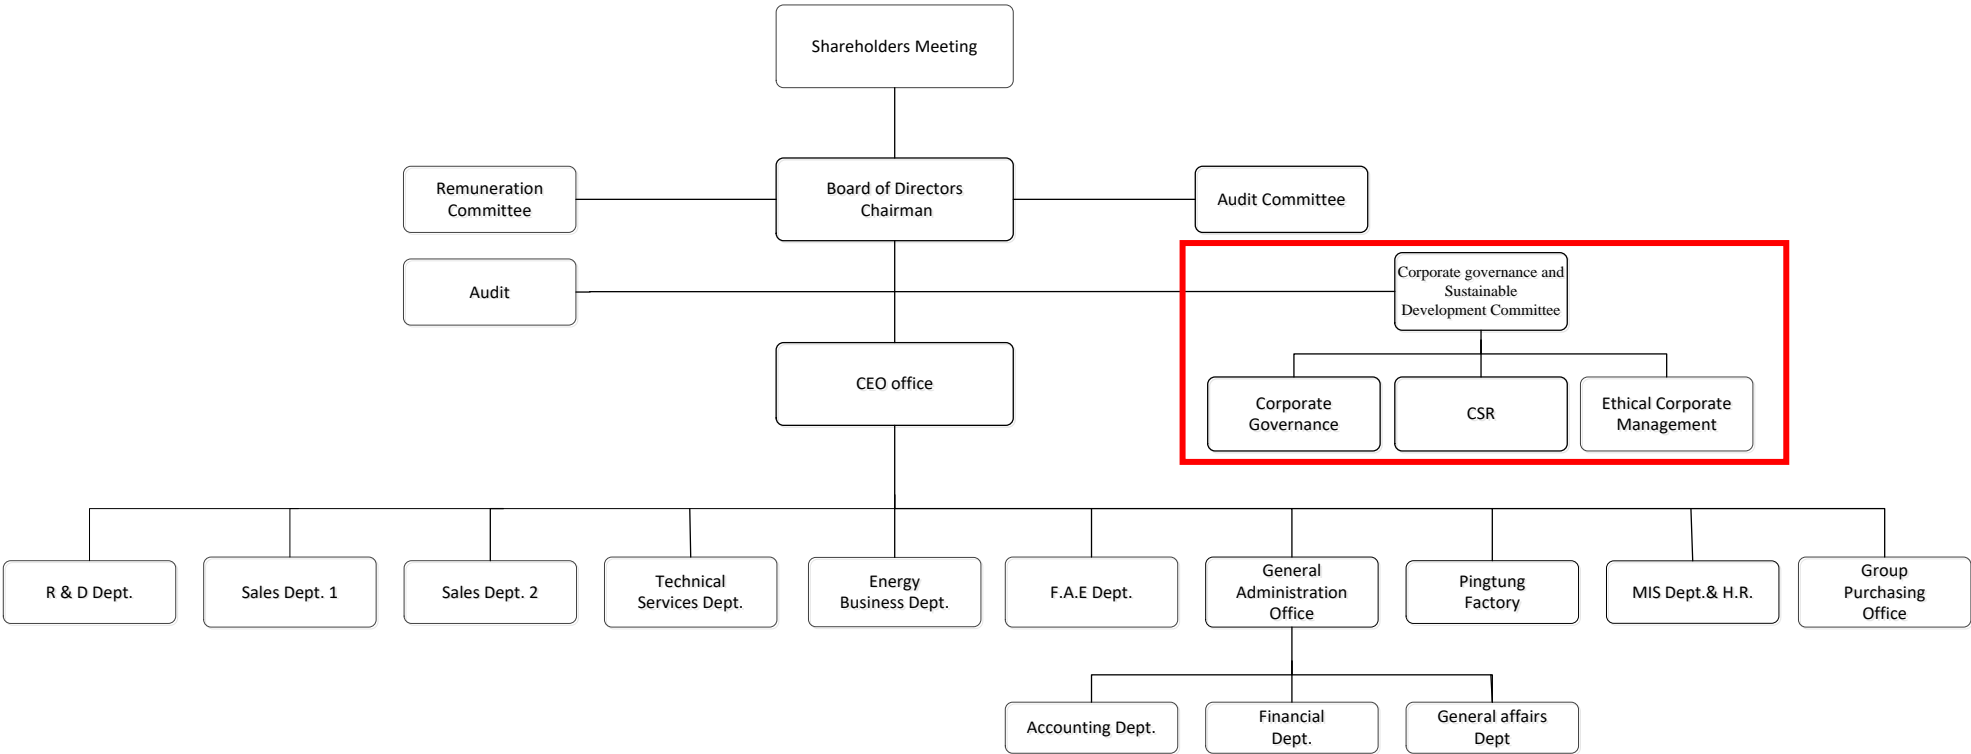 Shareholders Meeting
Remuneration
Committee
Board of Directors
Chairman
Audit Committee
Audit
Corporate governance and
Sustainable
Development Committee
CEO office
Corporate
Governance
CSR
Ethical Corporate
Management
R & D Dept.
Sales Dept. 1
Sales Dept. 2
Technical
Services Dept.
Energy
Business Dept.
F.A.E Dept.
General
Administration
Office
Pingtung
Factory
MIS Dept.& H.R.
Group
Purchasing
Office
Accounting Dept.
Financial
Dept.
General affairs
Dept